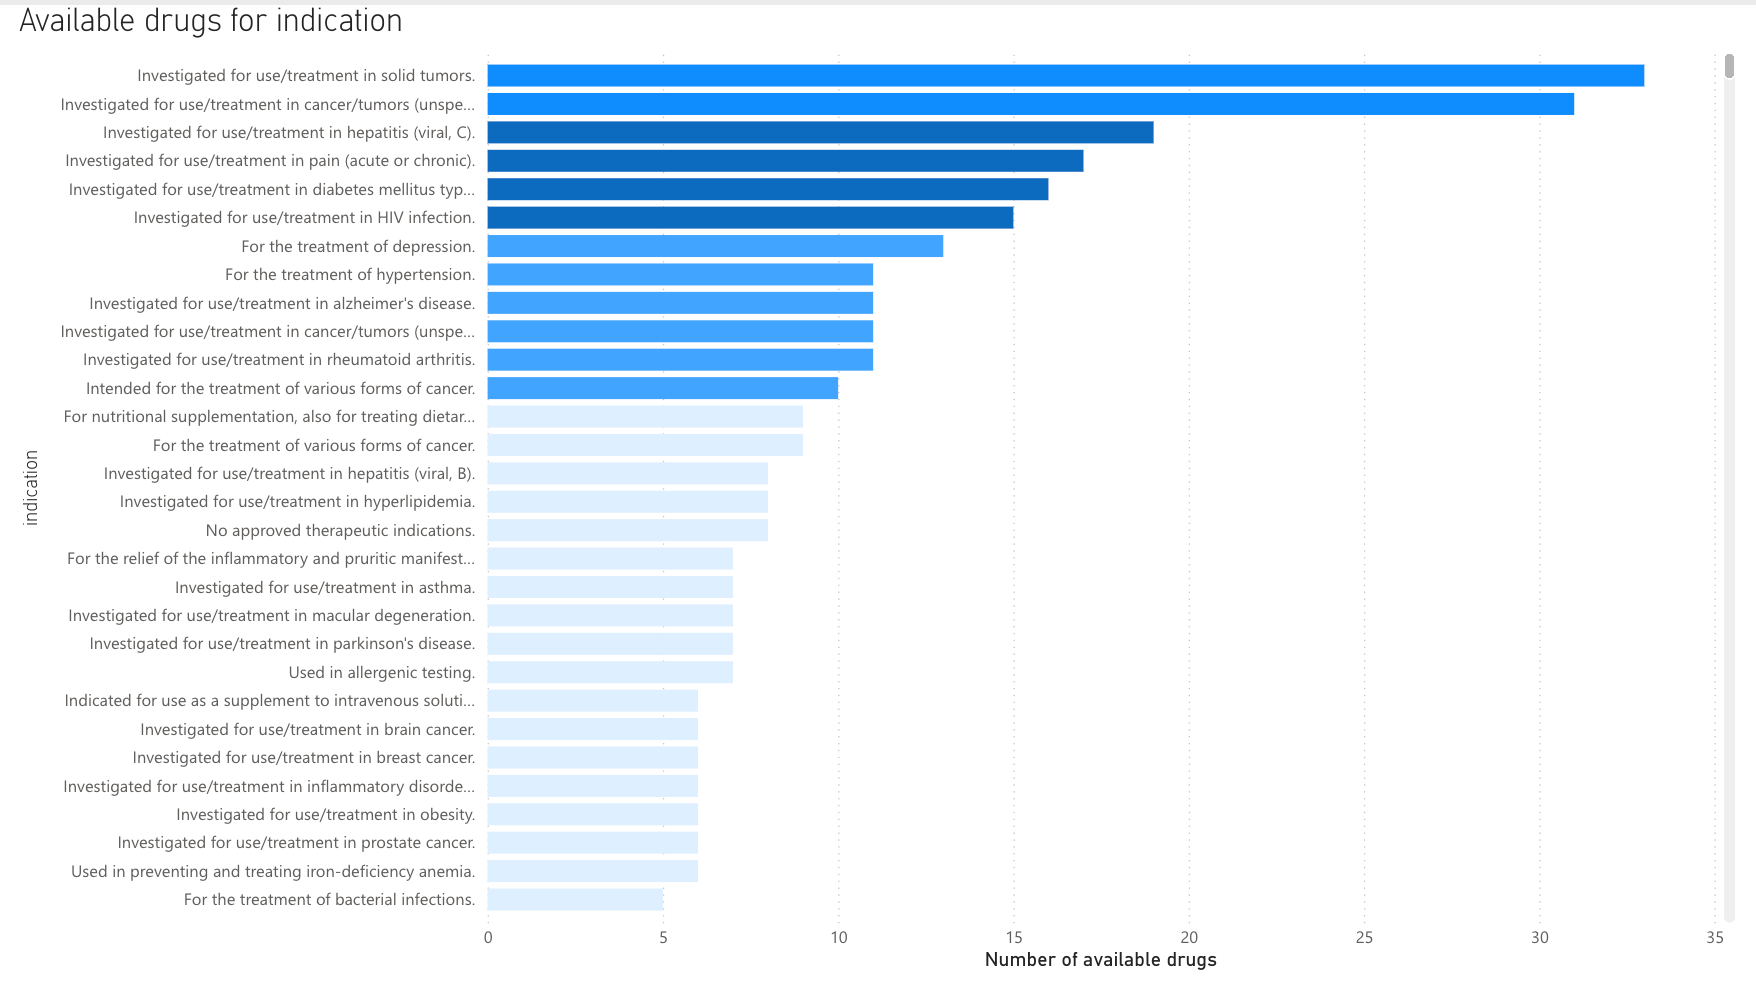 Available drugs for indication
Investigated for use/treatment in solid tumors.
Investigated for use/treatment in cancer/tumors (unspe...
Investigated for use/treatment in hepatitis (viral, C).
Investigated for use/treatment in pain (acute or chronic).
Investigated for use/treatment in diabetes mellitus typ...
Investigated for use/treatment in HIV infection.
For the treatment of depression.
For the treatment of hypertension.
Investigated for use/treatment in alzheimer's disease.
Investigated for use/treatment in cancer/tumors (unspe...
Investigated for use/treatment in rheumatoid arthritis.
Intended for the treatment of various forms of cancer.
For nutritional supplementation, also for treating dietar...
For the treatment of various forms of cancer.
Investigated for use/treatment in hepatitis (viral, B).
Investigated for use/treatment in hyperlipidemia.
No approved therapeutic indications.
For the relief of the inflammatory and pruritic manifest...
Investigated for use/treatment in asthma.
Investigated for use/treatment in macular degeneration.
Investigated for use/treatment in parkinson's disease.
Used in allergenic testing.
Indicated for use as a supplement to intravenous soluti...
Investigated for use/treatment in brain cancer.
Investigated for use/treatment in breast cancer.
Investigated for use/treatment in inflammatory disorde...
Investigated for use/treatment in obesity.
Investigated for use/treatment in prostate cancer.
Used in preventing and treating iron-deficiency anemia.
For the treatment of bacterial infections.
indication
0 5 10 15 20 25 30 35
Number of available drugs